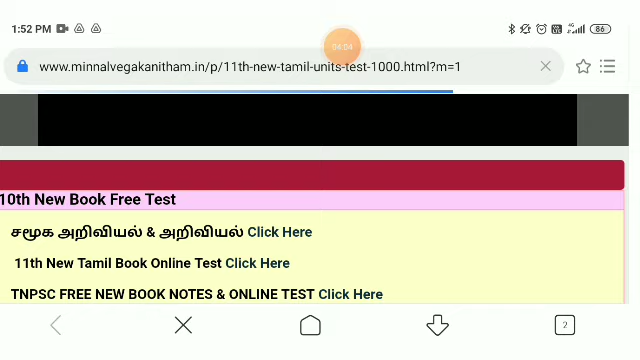 1:52 PM
4G
86
04:04
www.minnalvegakanitham.in/p/11th-new-tamil-units-test-1000.html?m=1
10th New Book Free Test
சமூக அறிவியல் & அறிவியல் Click Here
11th New Tamil Book Online Test Click Here
TNPSC FREE NEW BOOK NOTES & ONLINE TEST Click Here
2